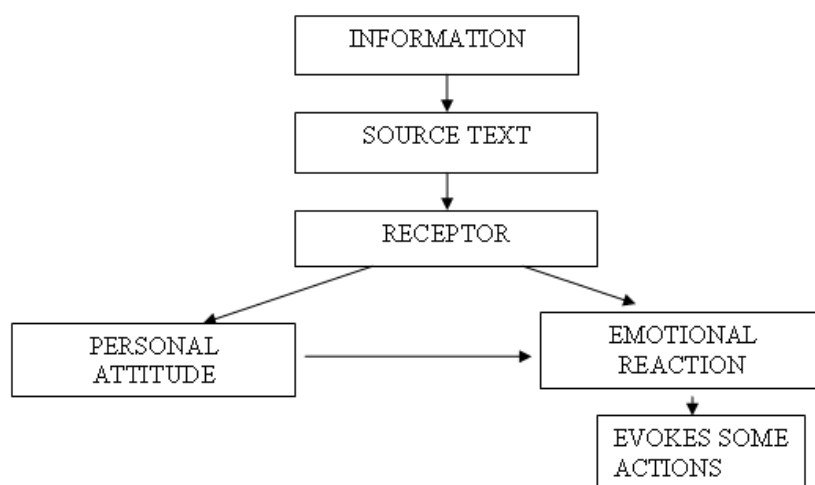 INFORMATION
SOURCE TEXT
RECEPTOR
PERSONAL
ATTITUDE
EMOTIONAL
REACTION
EVOKES SOME
ACTIONS